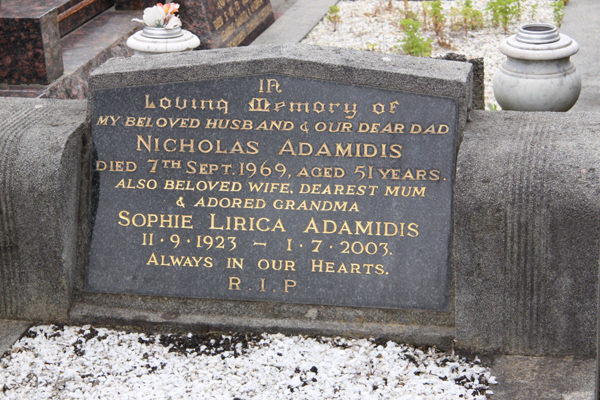 In
Loving Memory of
MY BELOVED HUSBAND & OUR DEAR DAD
NICHOLAS ADAMIDIS
DIED 7TH SEPT. 1969, AGED 51 YEARS.
ALSO BELOVED WIFE, DEAREST MUM
& ADORED GRANDMA
SOPHIE LIRICA ADAMIDIS
11·9·1923 — 1·7·2003.
ALWAYS IN OUR HEARTS.
R.I.P